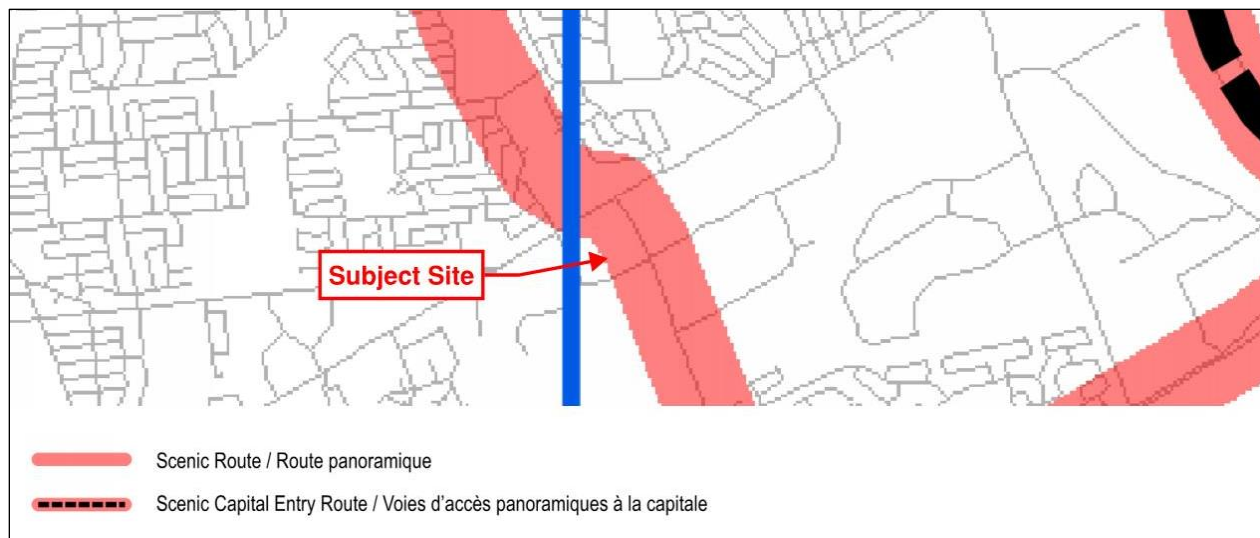 Subject Site
Scenic Route / Route panoramique
Scenic Capital Entry Route / Voies d'accès panoramiques à la capitale